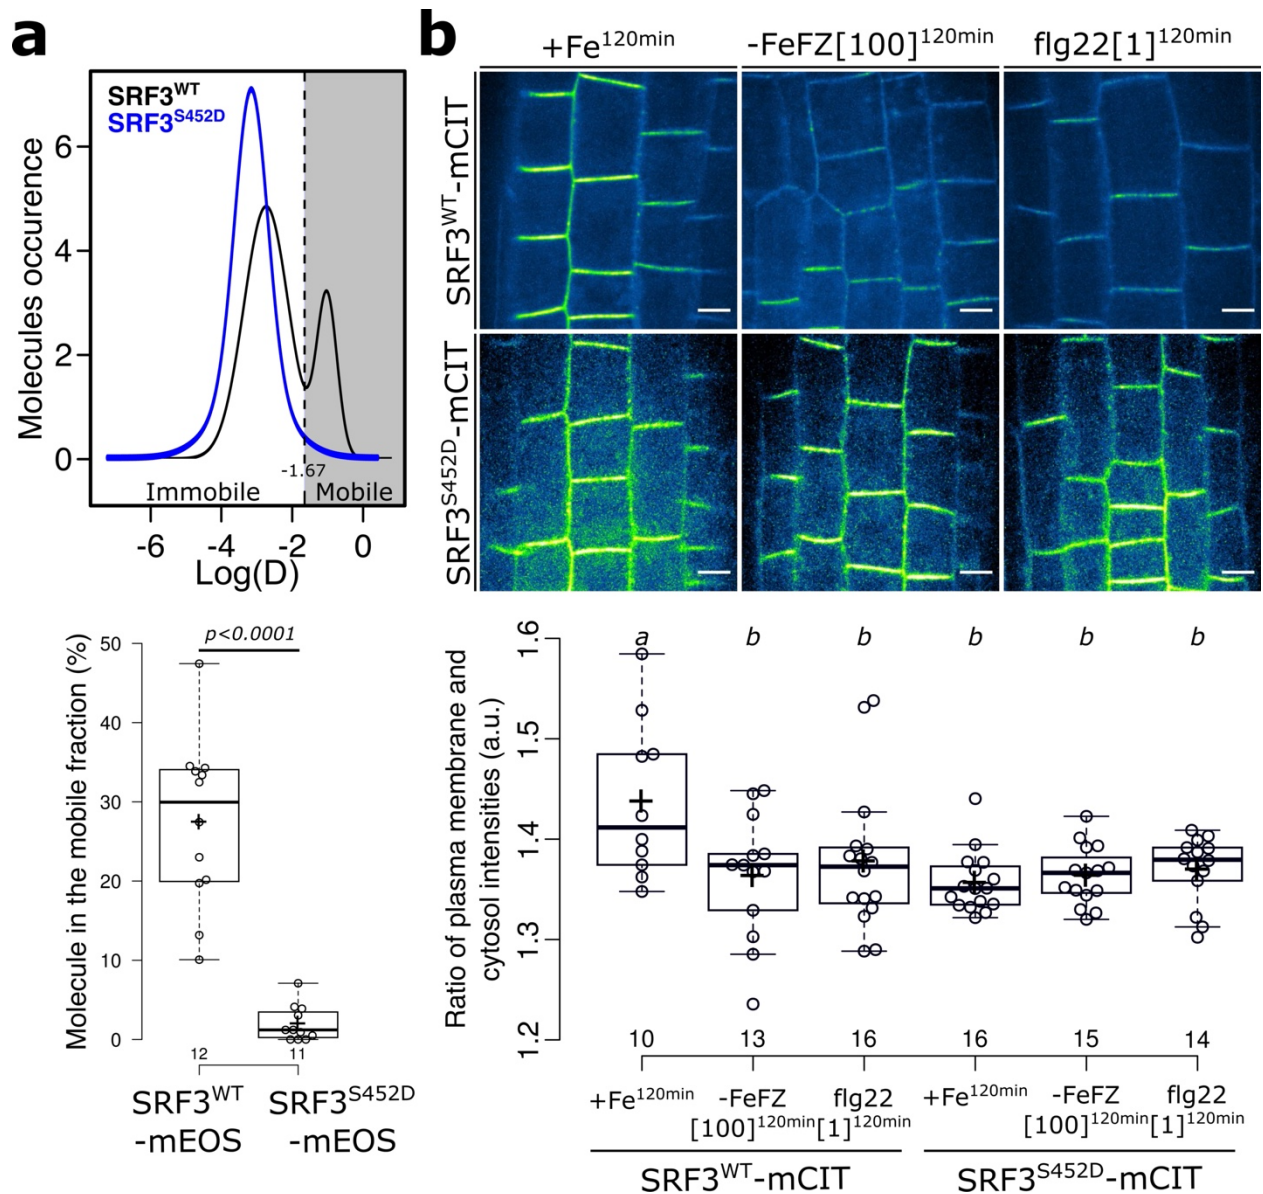 a
SRF3WT
SRF3S452D
Molecules occurence
6
4
2
0
-1.67
Immobile
Mobile
-6
-4
-2
0
Log(D)
b
+Fe120min
-FeFZ[100]120min
flg22[1]120min
SRF3WT-mCIT
SRF3S452D-mCIT
Molecule in the mobile fraction (%)
50
40
30
20
10
0
p<0.0001
12
11
SRF3WT
-mEOS
SRF3S452D
-mEOS
Ratio of plasma membrane and
cytosol intensities (a.u.)
1.6
1.5
1.4
1.3
1.2
a
b
b
b
b
b
10
13
16
16
15
14
+Fe120min
-FeFZ
[100]120min
flg22
[1]120min
+Fe120min
-FeFZ
[100]120min
flg22
[1]120min
SRF3WT-mCIT
SRF3S452D-mCIT